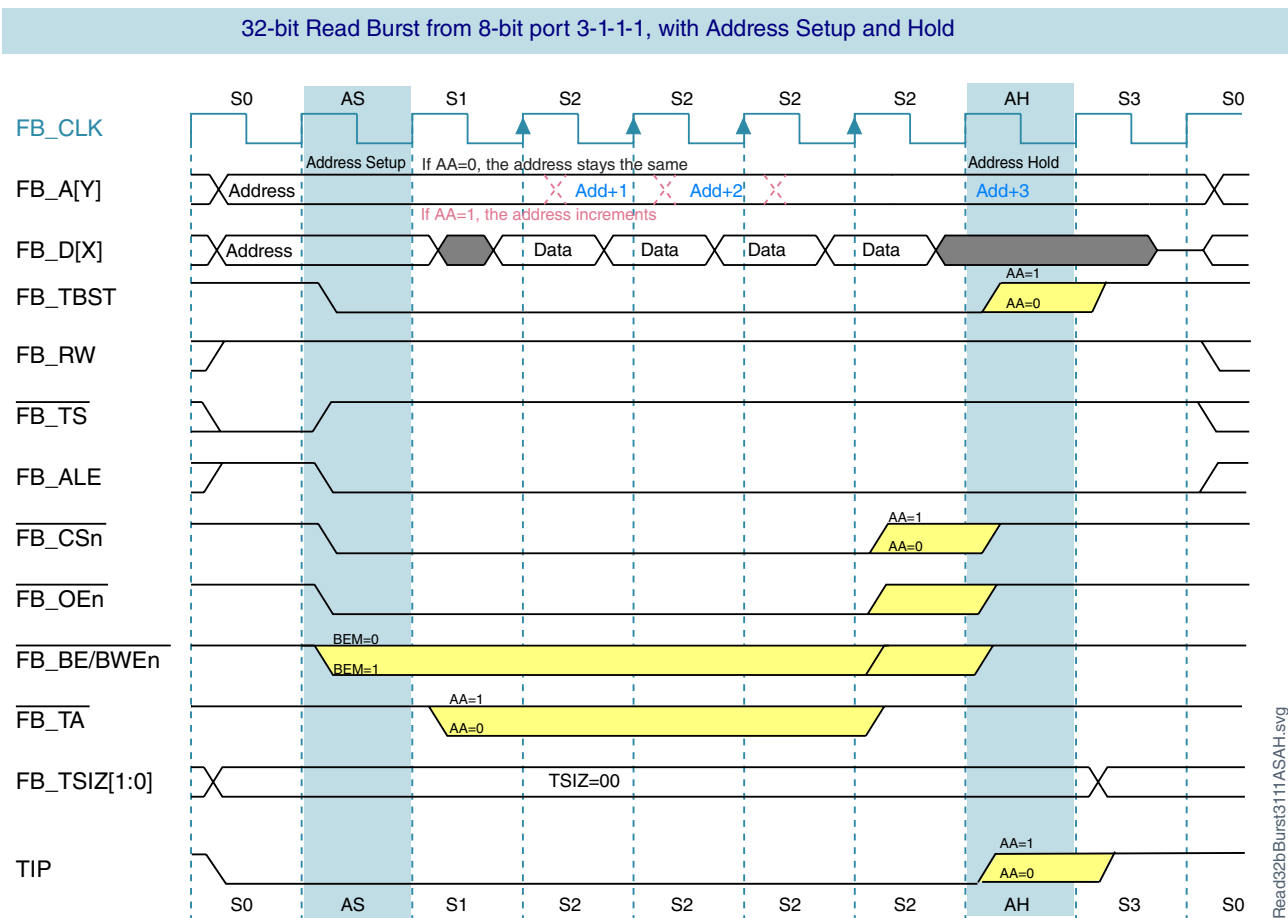 32-bit Read Burst from 8-bit port 3-1-1-1, with Address Setup and Hold
S0 AS S1 S2 S2 S2 S2 AH S3 S0
FB_CLK
Address Setup If AA=0, the address stays the same Address Hold
FB_A[Y] Address Add+1 Add+2 Add+3
If AA=1, the address increments
FB_D[X] Address Data Data Data Data
AA=1
FB_TBST
AA=0
FB_RW
FB_TS
FB_ALE
AA=1
FB_CSn
AA=0
FB_OEn
BEM=0
FB_BE/BWEn
BEM=1
AA=1
FB_TA
AA=0
FB_TSIZ[1:0] TSIZ=00
AA=1
TIP
AA=0
S0 AS S1 S2 S2 S2 S2 AH S3 S0
Read32bBurst3111ASAH.svg